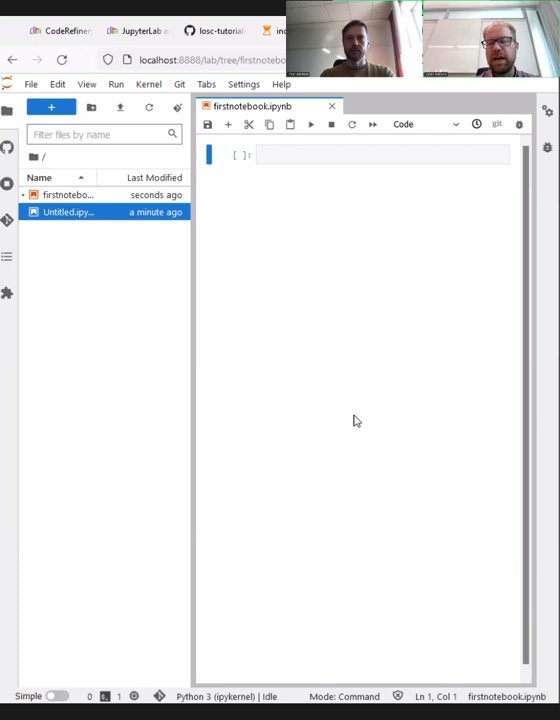 CodeRefiner
JupyterLab a
losc-tutorial
localhost:8888/lab/tree/firstnotebo
File Edit View Run Kernel Git Tabs Settings Help
firstnotebook.ipynb
Filter files by name
Code
git
/
[ ]:
Name Last Modified
firstnotebo... seconds ago
Untitled.ipy... a minute ago
Simple 0 1 Python 3 (ipykernel) | Idle Mode: Command Ln 1, Col 1 firstnotebook.ipynb